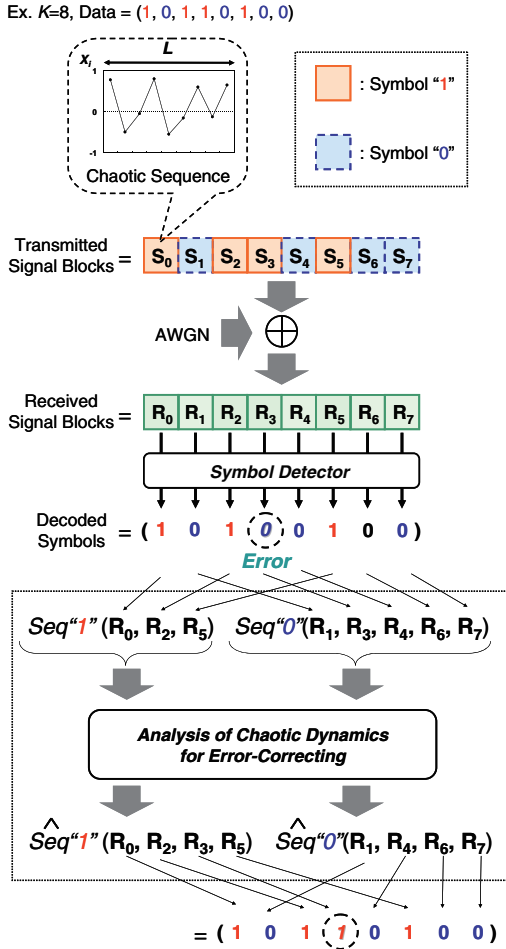 Ex. K=8, Data = (1, 0, 1, 1, 0, 1, 0, 0)
L
xi
1
0
-1
Chaotic Sequence
: Symbol “1”
: Symbol “0”
Transmitted
Signal Blocks =
S0 S1 S2 S3 S4 S5 S6 S7
AWGN
Received
Signal Blocks =
R0 R1 R2 R3 R4 R5 R6 R7
Symbol Detector
Decoded
Symbols
= ( 1 0 1 0 0 1 0 0 )
Error
Seq“1” (R0, R2, R5) Seq“0”(R1, R3, R4, R6, R7)
Analysis of Chaotic Dynamics
for Error-Correcting
Ŝeq“1” (R0, R2, R3, R5) Ŝeq“0”(R1, R4, R6, R7)
= ( 1 0 1 1 0 1 0 0 )